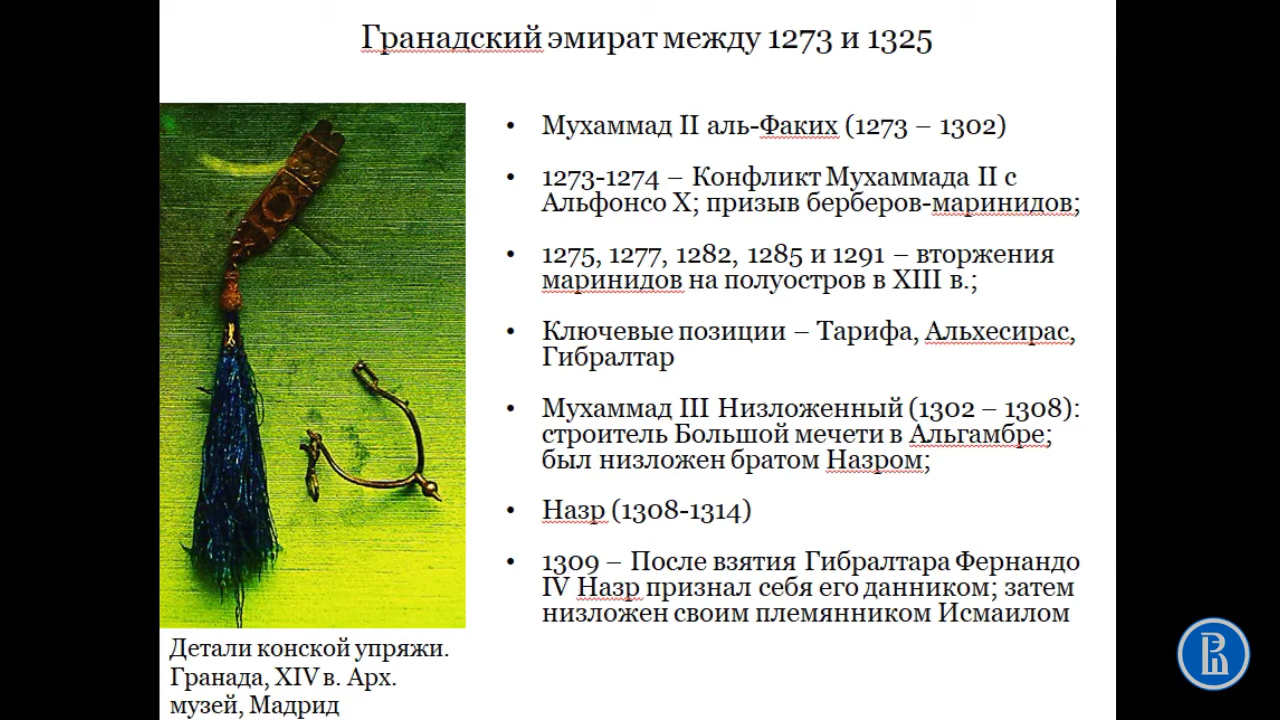 Гранадский эмират между 1273 и 1325
• Мухаммад II аль-Факих (1273 – 1302)
• 1273-1274 – Конфликт Мухаммада II с
Альфонсо X; призыв берберов-маринидов;
• 1275, 1277, 1282, 1285 и 1291 – вторжения
маринидов на полуостров в XIII в.;
• Ключевые позиции – Тарифа, Альхесирас,
Гибралтар
• Мухаммад III Низложенный (1302 – 1308):
строитель Большой мечети в Альгамбре;
был низложен братом Назром;
• Назр (1308-1314)
• 1309 – После взятия Гибралтара Фернандо
IV Назр признал себя его данником; затем
низложен своим племянником Исмаилом
Детали конской упряжи.
Гранада, XIV в. Арх.
музей, Мадрид